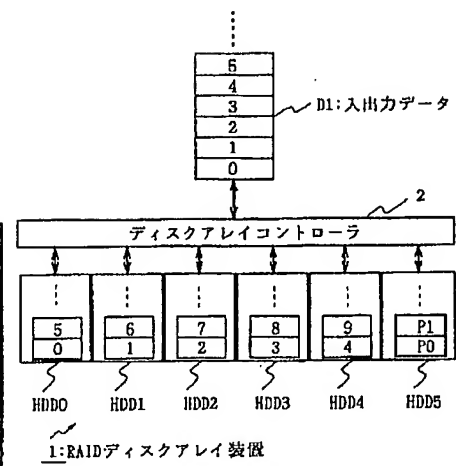 5
4
3
2
1
0
D1:入出力データ
2
ディスクアレイコントローラ
5 6 7 8 9 P1
0 1 2 3 4 P0
HDD0 HDD1 HDD2 HDD3 HDD4 HDD5
1:RAIDディスクアレイ装置